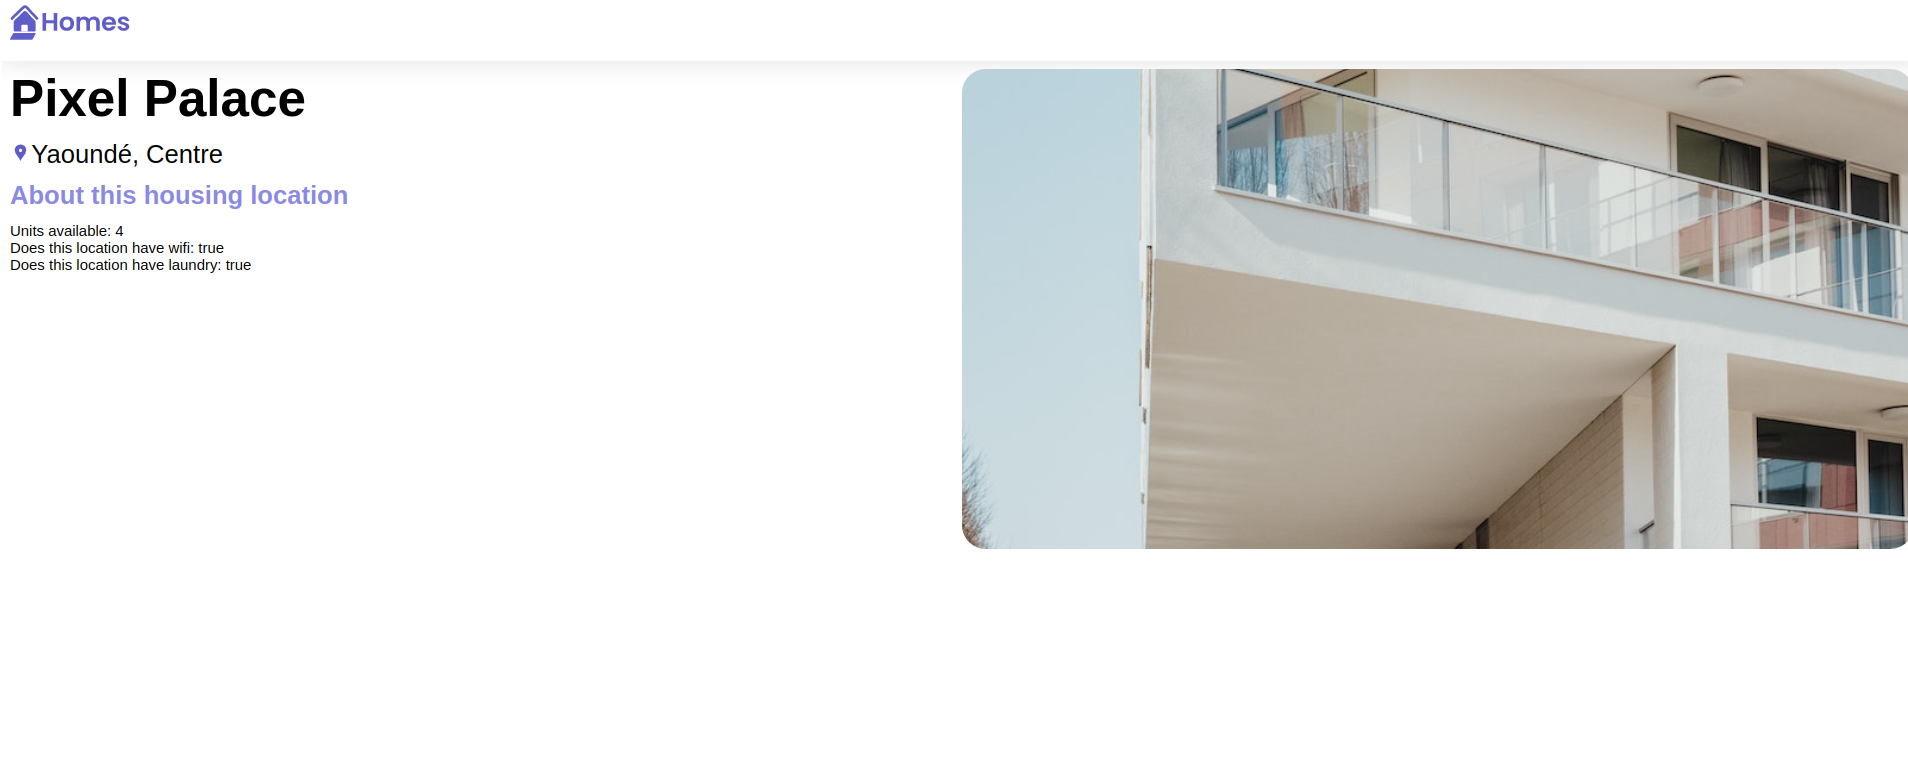 Homes
Pixel Palace
Yaoundé, Centre
About this housing location
Units available: 4
Does this location have wifi: true
Does this location have laundry: true